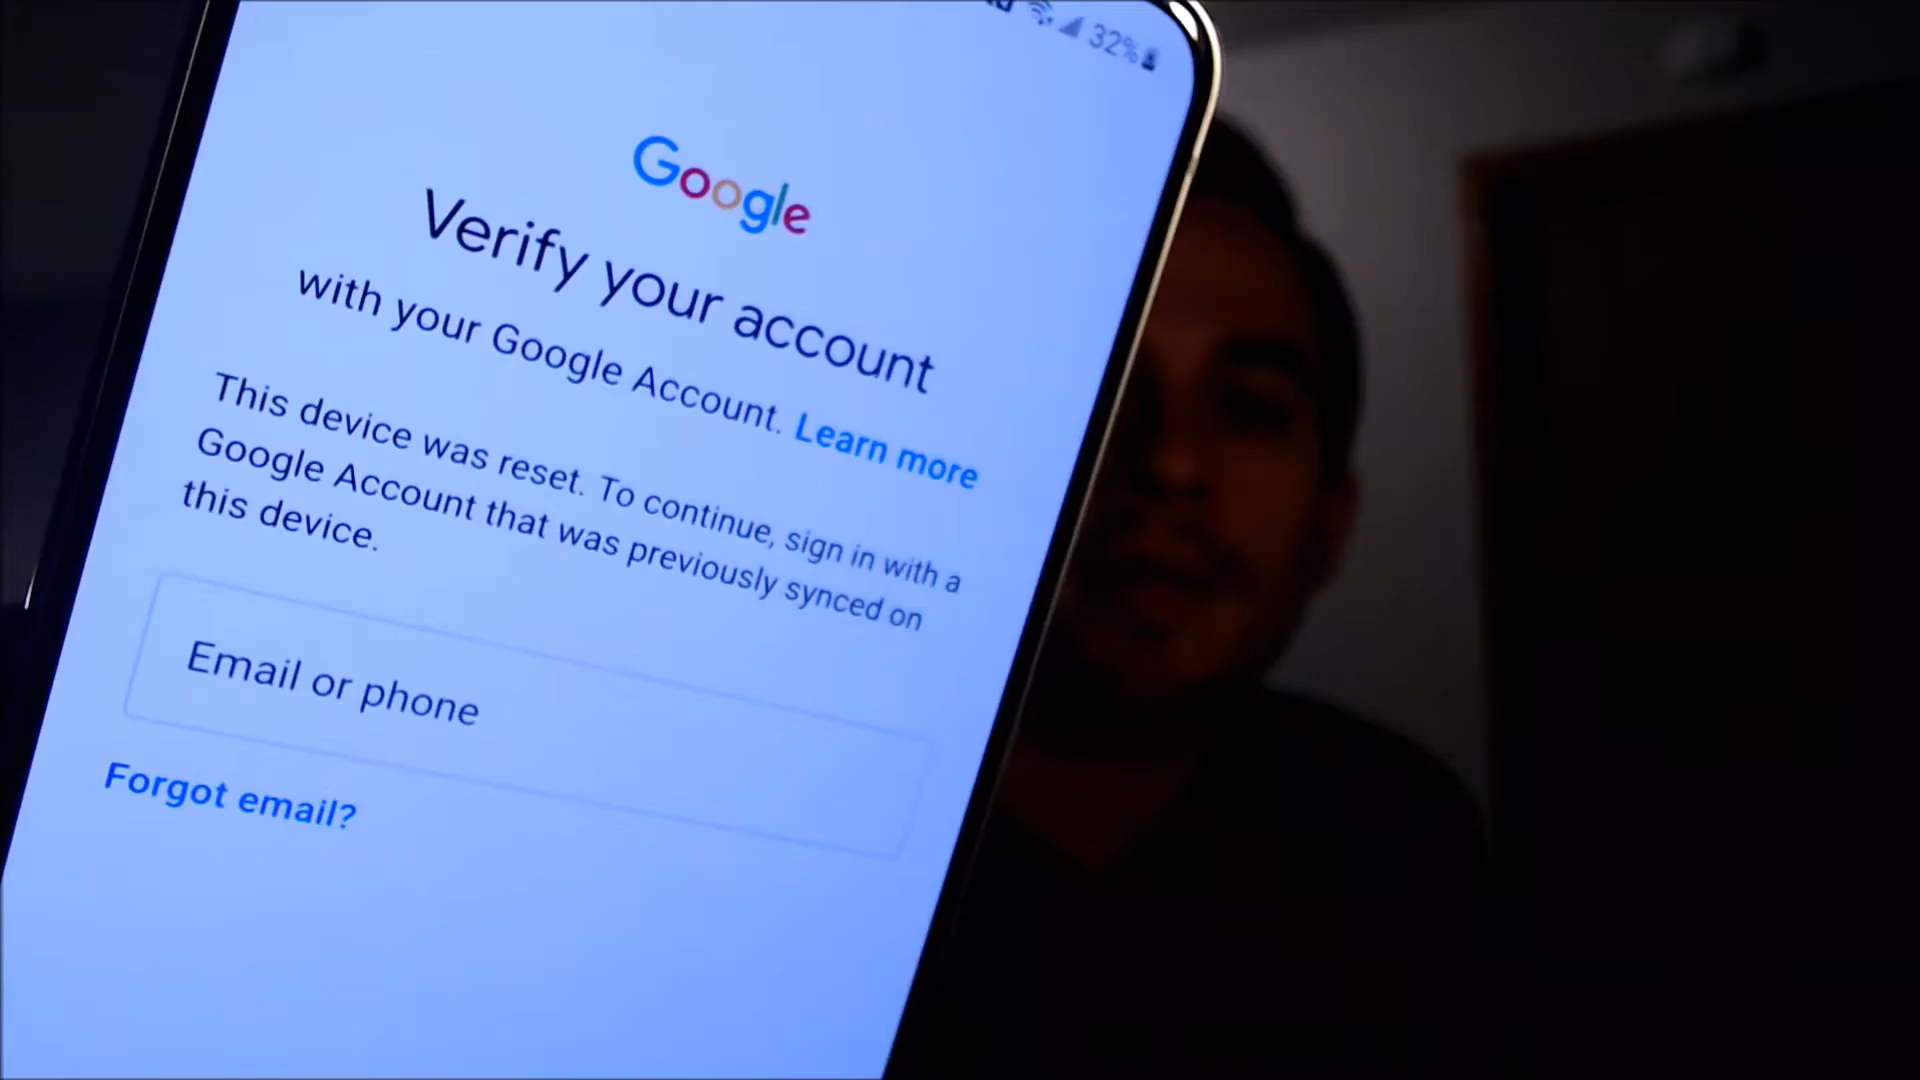 32%
Google
Verify your account
with your Google Account. Learn more
This device was reset. To continue, sign in with a
Google Account that was previously synced on
this device.
Email or phone
Forgot email?